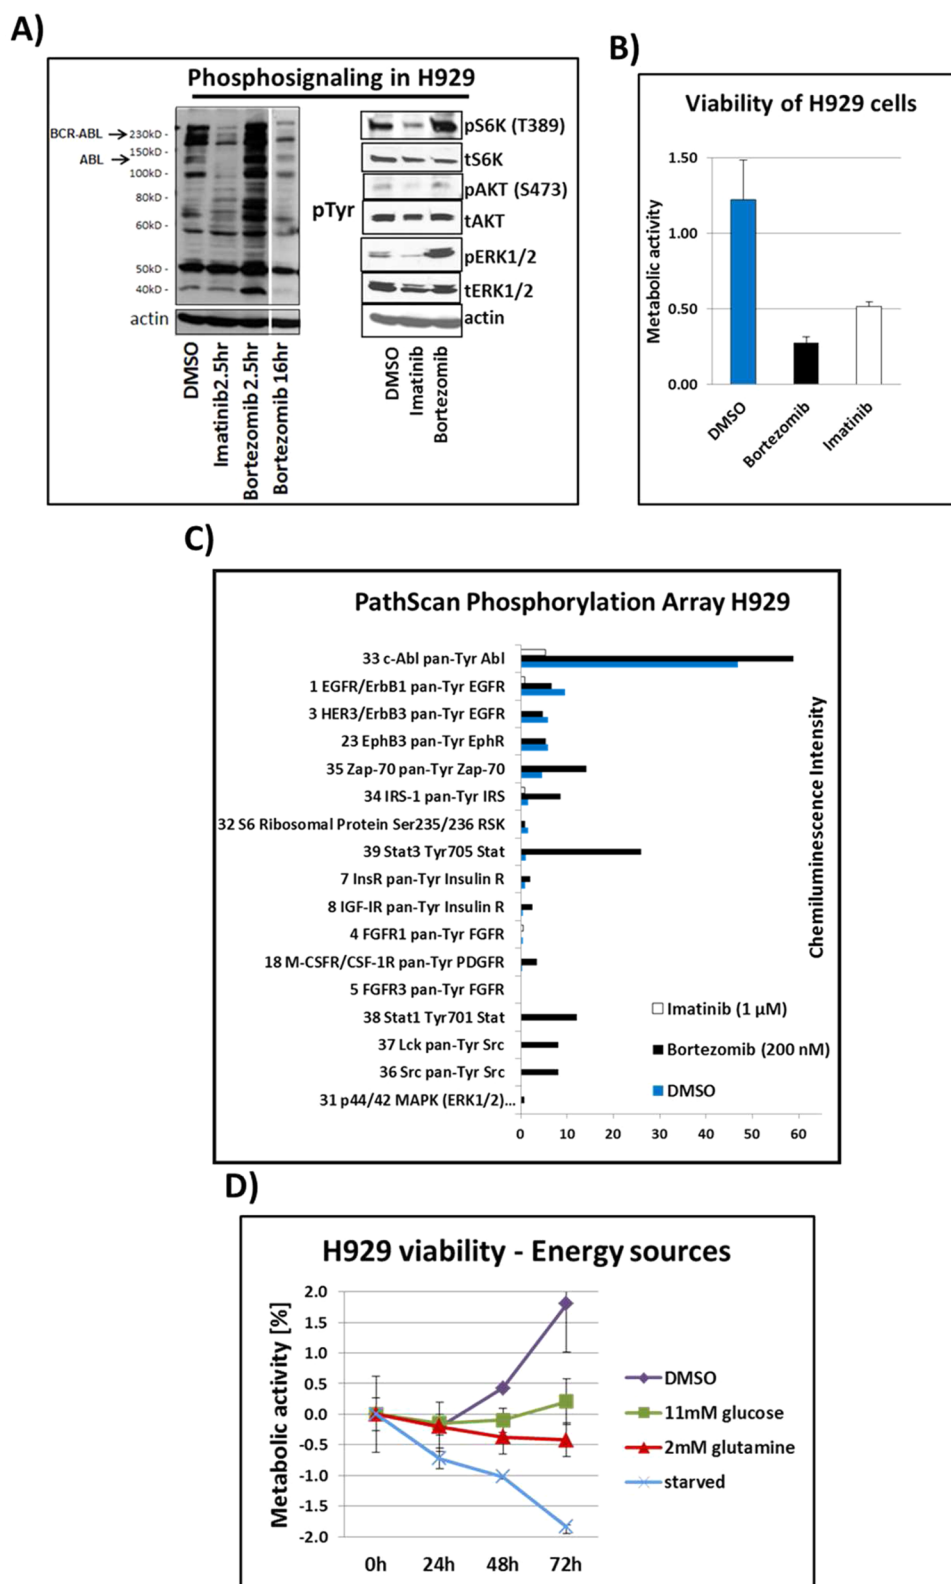 A)
Phosphosignaling in H929
BCR-ABL
ABL
230kD -
150kD -
100kD -
80kD -
60kD -
50kD -
40kD -
actin
DMSO
Imatinib2.5hr
Bortezomib 2.5hr
Bortezomib 16hr
pTyr
pS6K (T389)
tS6K
pAKT (S473)
tAKT
pERK1/2
tERK1/2
actin
DMSO
Imatinib
Bortezomib
B)
Viability of H929 cells
Metabolic activity
1.50
1.00
0.50
0.00
DMSO
Bortezomib
Imatinib
C)
PathScan Phosphorylation Array H929
33 c-Abl pan-Tyr Abl
1 EGFR/ErbB1 pan-Tyr EGFR
3 HER3/ErbB3 pan-Tyr EGFR
23 EphB3 pan-Tyr EphR
35 Zap-70 pan-Tyr Zap-70
34 IRS-1 pan-Tyr IRS
32 S6 Ribosomal Protein Ser235/236 RSK
39 Stat3 Tyr705 Stat
7 InsR pan-Tyr Insulin R
8 IGF-IR pan-Tyr Insulin R
4 FGFR1 pan-Tyr FGFR
18 M-CSFR/CSF-1R pan-Tyr PDGFR
5 FGFR3 pan-Tyr FGFR
38 Stat1 Tyr701 Stat
37 Lck pan-Tyr Src
36 Src pan-Tyr Src
31 p44/42 MAPK (ERK1/2)...
0 10 20 30 40 50 60
Chemiluminescence Intensity
Imatinib (1 µM)
Bortezomib (200 nM)
DMSO
D)
H929 viability - Energy sources
Metabolic activity [%]
2.0
1.5
1.0
0.5
0.0
-0.5
-1.0
-1.5
-2.0
0h 24h 48h 72h
DMSO
11mM glucose
2mM glutamine
starved